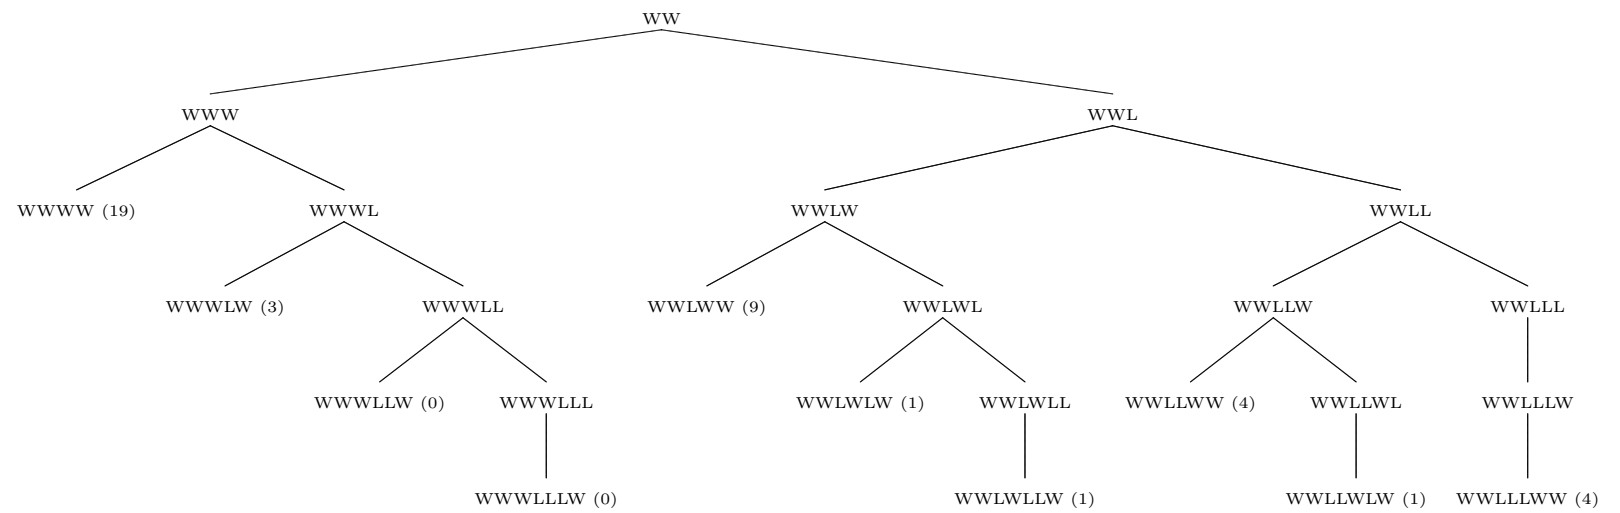 WW
WWW WWL
WWWW (19) WWWL WWLW WWLL
WWWLW (3) WWWLL WWLWW (9) WWLWL WWLLW WWLLL
WWWLLW (0) WWWLLL WWLWLW (1) WWLWLL WWLLWW (4) WWLLWL WWLLLW
WWWLLLW (0) WWLWLLW (1) WWLLWLW (1) WWLLLWW (4)